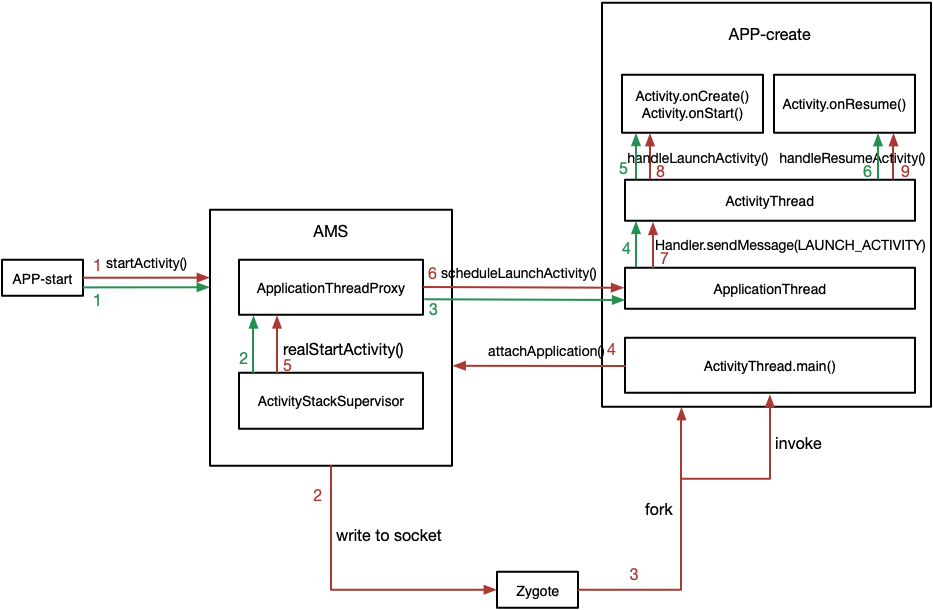 APP-create
Activity.onCreate()
Activity.onStart()
Activity.onResume()
5
handleLaunchActivity()
8
handleResumeActivity()
6
9
ActivityThread
4
Handler.sendMessage(LAUNCH_ACTIVITY)
7
ApplicationThread
AMS
APP-start
1 startActivity()
1
ApplicationThreadProxy
6 scheduleLaunchActivity()
3
2
realStartActivity()
5
ActivityStackSupervisor
attachApplication() 4
ActivityThread.main()
invoke
2
write to socket
fork
3
Zygote